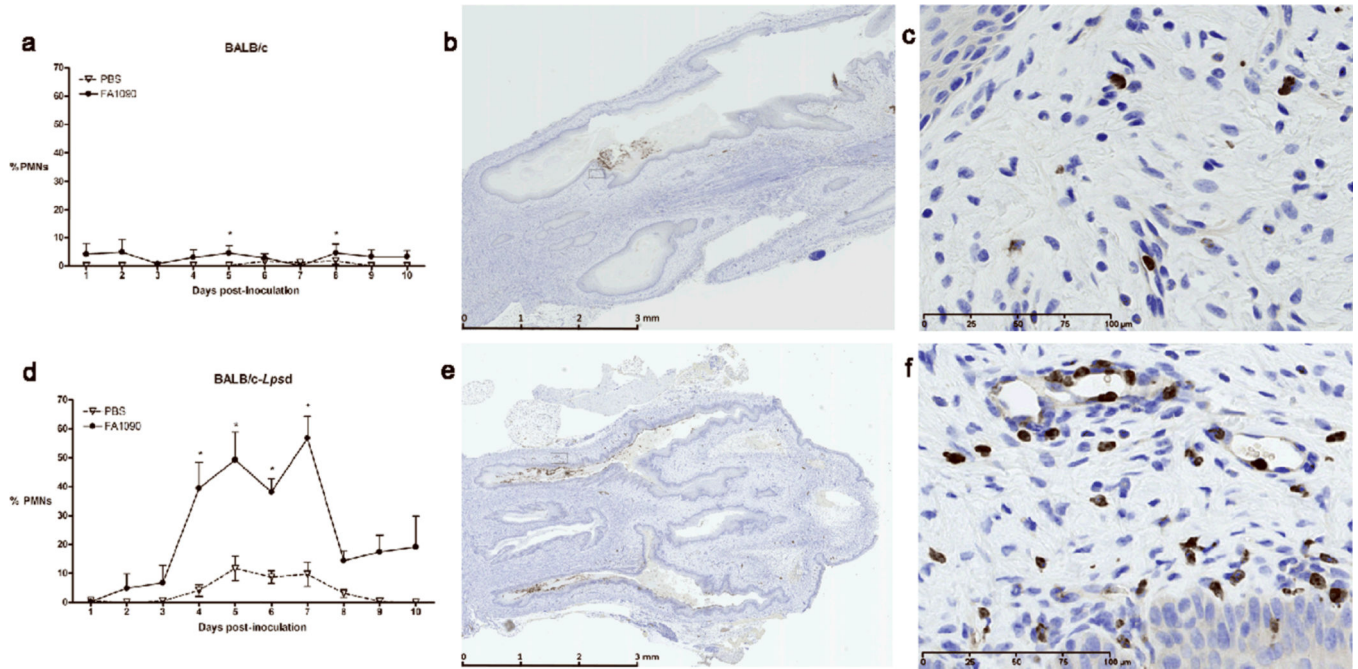 a
BALB/c
PBS
FA1090
70
60
50
40
30
20
10
0
%PMNs
* *
1 2 3 4 5 6 7 8 9 10
Days post-Inoculation
b
0 1 2 3 mm
c
0 25 50 75 100 µm
d
BALB/c-Lpsd
PBS
FA1090
70
60
50
40
30
20
10
0
% PMNs
* * * *
1 2 3 4 5 6 7 8 9 10
Days post-inoculation
e
0 1 2 3 mm
f
0 25 50 75 100 µm